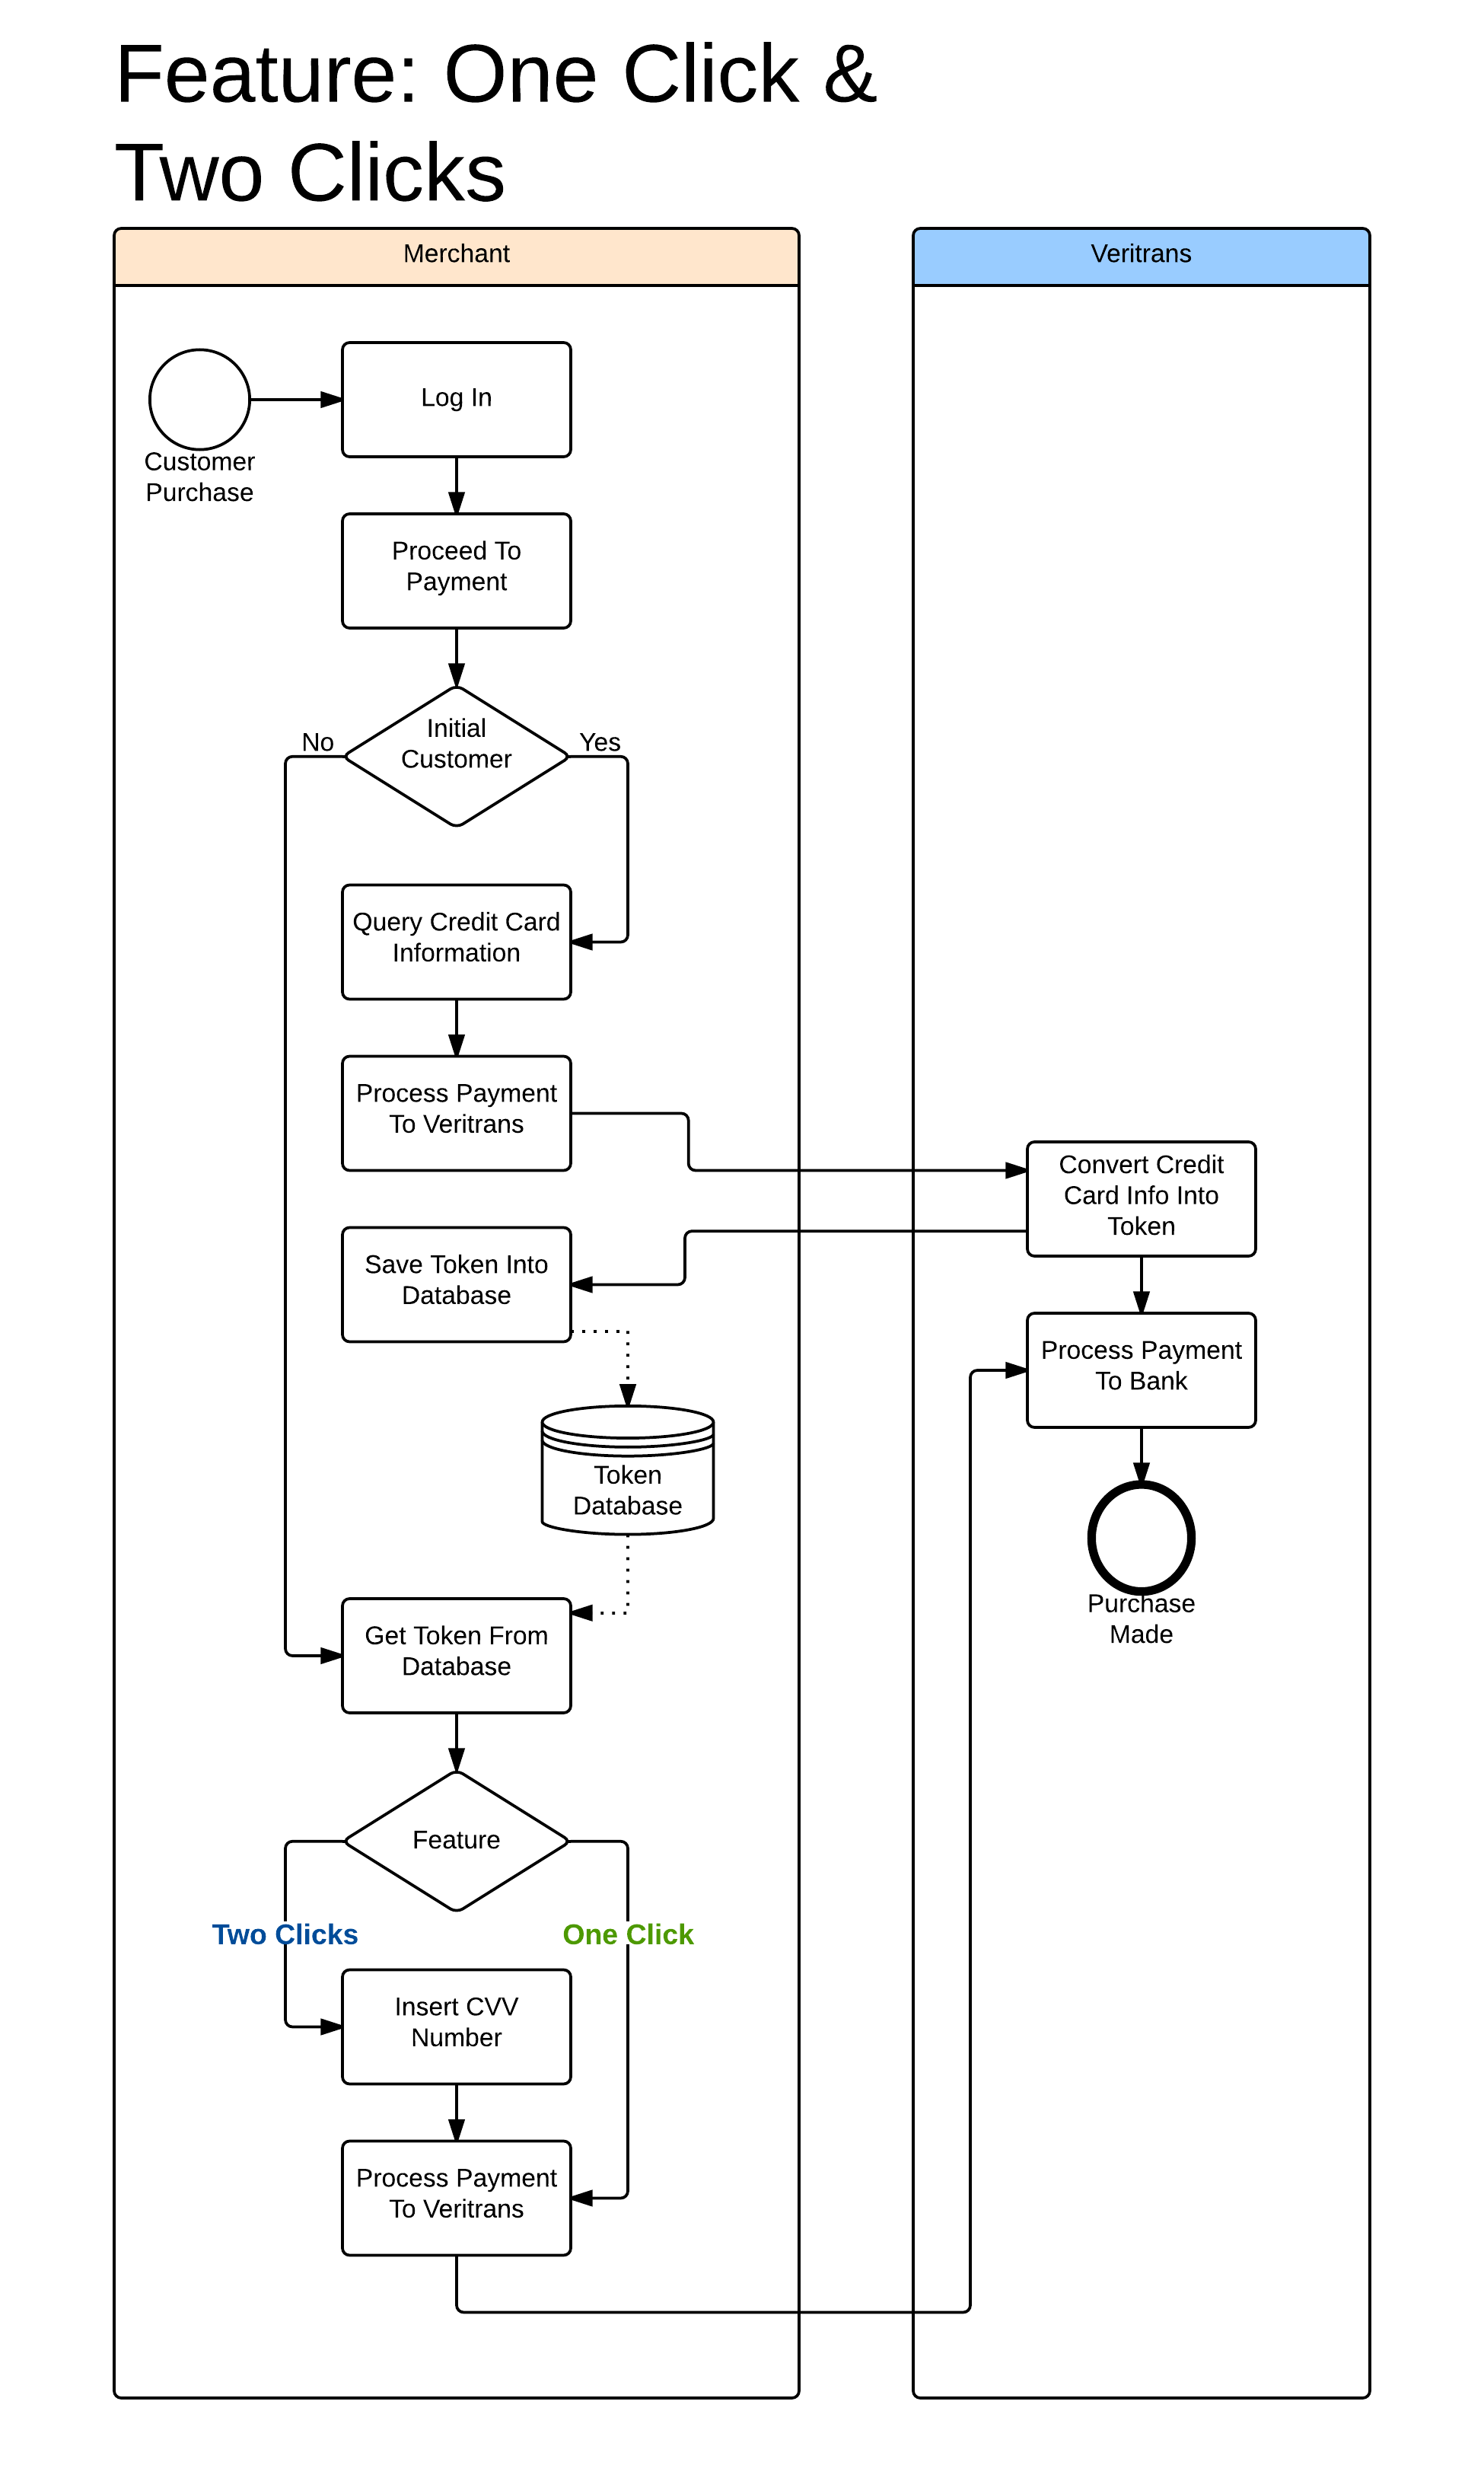 Feature: One Click &
Two Clicks
Merchant
Veritrans
Log In
Customer
Purchase
Proceed To
Payment
Initial
Customer
No
Yes
Query Credit Card
Information
Process Payment
To Veritrans
Convert Credit
Card Info Into
Token
Save Token Into
Database
Process Payment
To Bank
Token
Database
Purchase
Made
Get Token From
Database
Feature
Two Clicks
One Click
Insert CVV
Number
Process Payment
To Veritrans